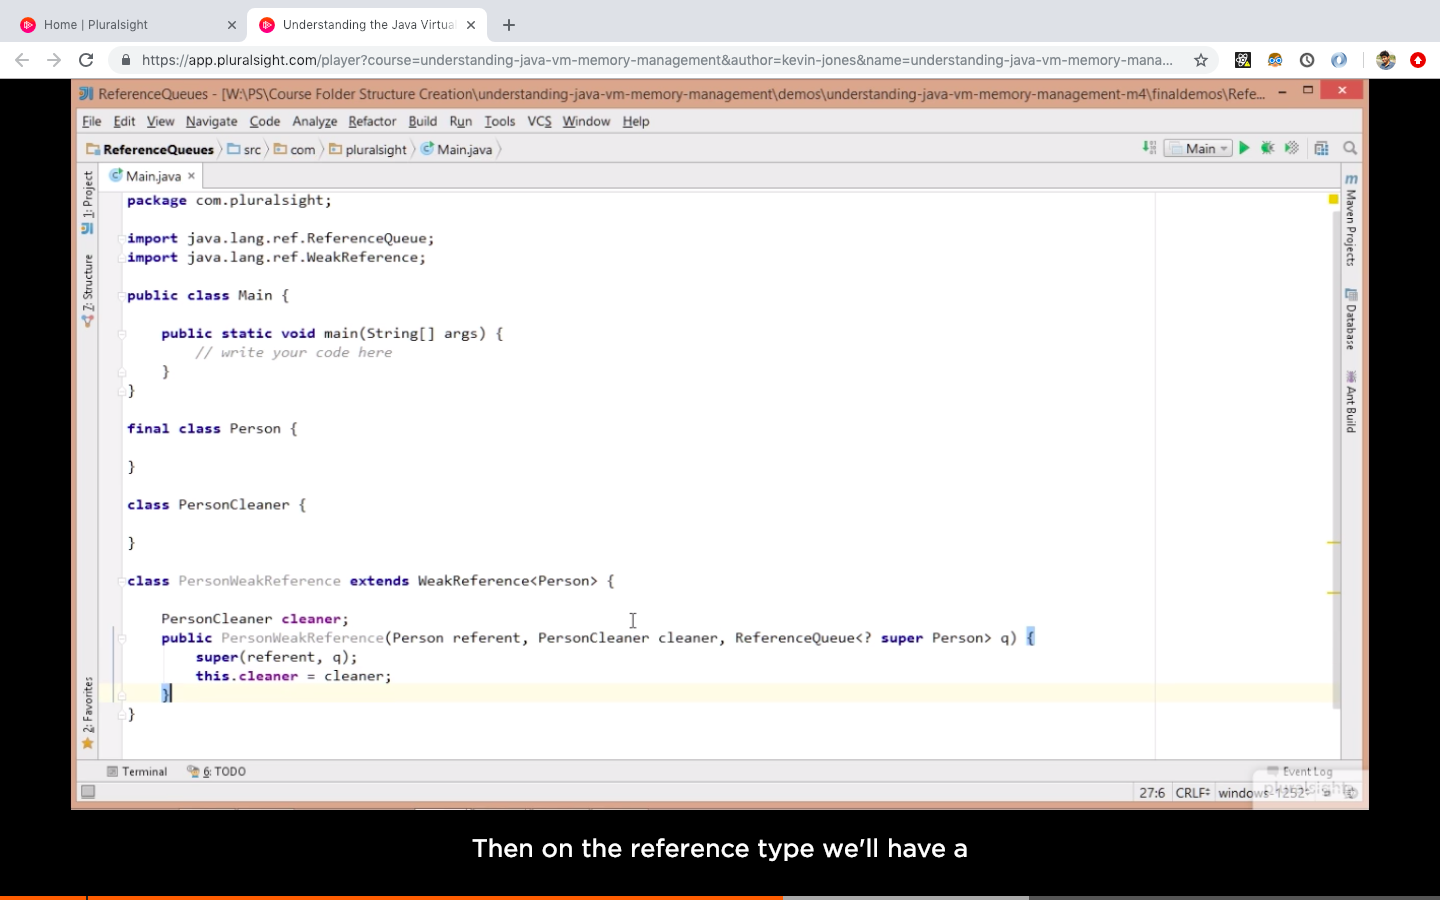 Home | Pluralsight
Understanding the Java Virtua
https://app.pluralsight.com/player?course=understanding-java-vm-memory-management&author=kevin-jones&name=understanding-java-vm-memory-mana...
ReferenceQueues - [W:\PS\Course Folder Structure Creation\understanding-java-vm-memory-management\demos\understanding-java-vm-memory-management-m4\finaldemos\Refe...
File Edit View Navigate Code Analyze Refactor Build Run Tools VCS Window Help
ReferenceQueues src com pluralsight Main.java Main
Main.java
1: Project
7: Structure
2: Favorites
package com.pluralsight;
import java.lang.ref.ReferenceQueue;
import java.lang.ref.WeakReference;
public class Main {
public static void main(String[] args) {
// write your code here
}
}
final class Person {
}
class PersonCleaner {
}
class PersonWeakReference extends WeakReference<Person> {
PersonCleaner cleaner;
public PersonWeakReference(Person referent, PersonCleaner cleaner, ReferenceQueue<? super Person> q) {
super(referent, q);
this.cleaner = cleaner;
}
}
m Maven Projects
Database
Ant Build
Terminal 6: TODO Event Log
27:6 CRLF windows-1252
pluralsight
Then on the reference type we'll have a